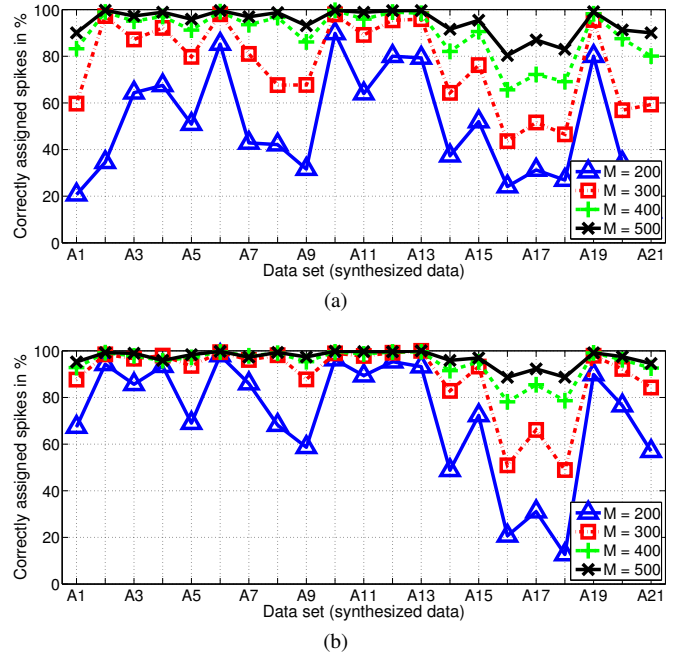 100
80
60
40
20
0
Correctly assigned spikes in %
A1 A3 A5 A7 A9 A11 A13 A15 A17 A19 A21
Data set (synthesized data)
M = 200
M = 300
M = 400
M = 500
(a)
100
80
60
40
20
0
Correctly assigned spikes in %
A1 A3 A5 A7 A9 A11 A13 A15 A17 A19 A21
Data set (synthesized data)
M = 200
M = 300
M = 400
M = 500
(b)